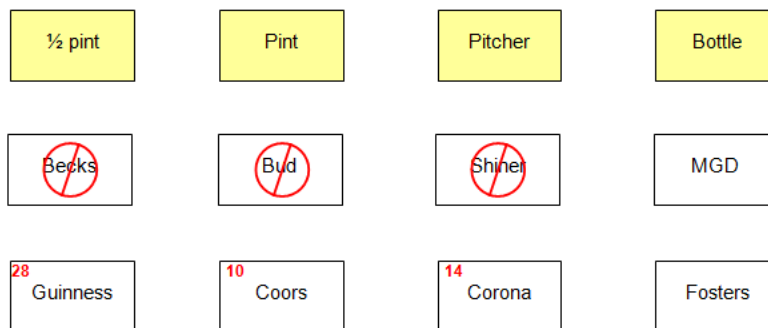 ½ pint Pint Pitcher Bottle
Becks Bud Shiner MGD
28 10 14
Guinness Coors Corona Fosters